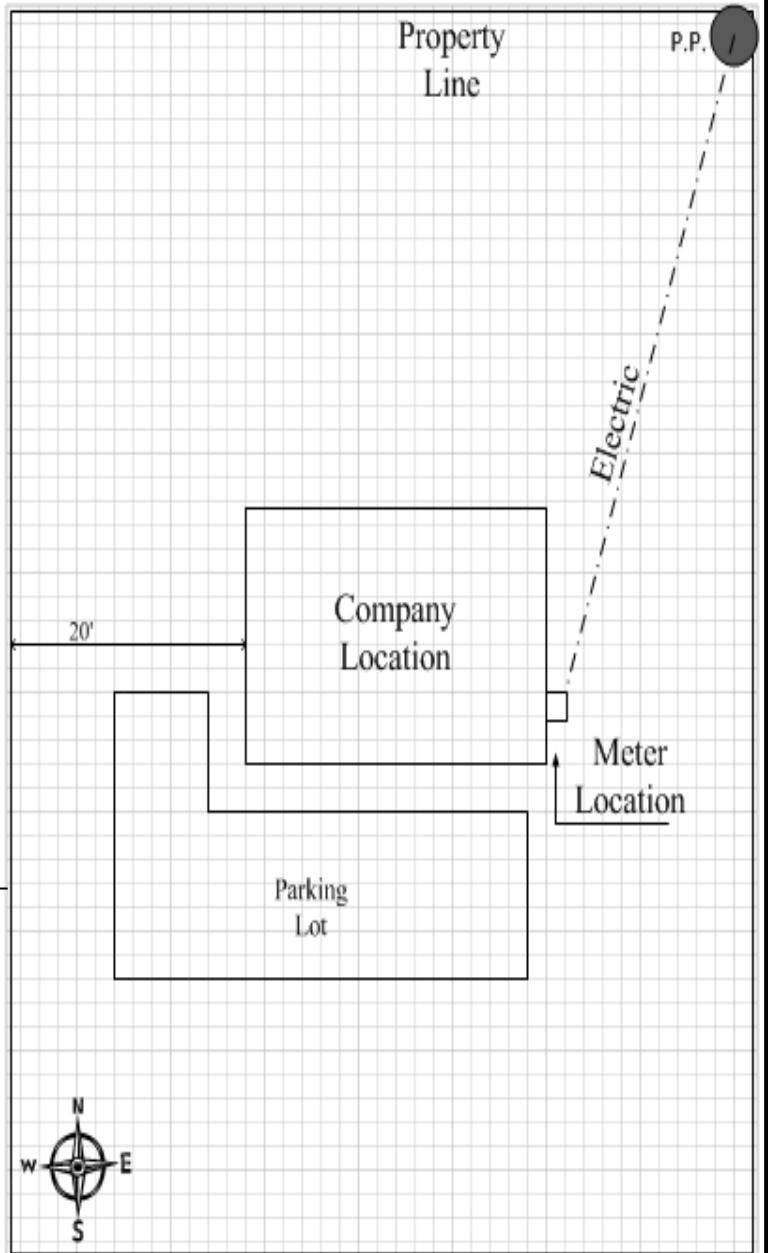 Property
Line
P.P.
Electric
Company
Location
20'
Meter
Location
Parking
Lot
N
W E
S